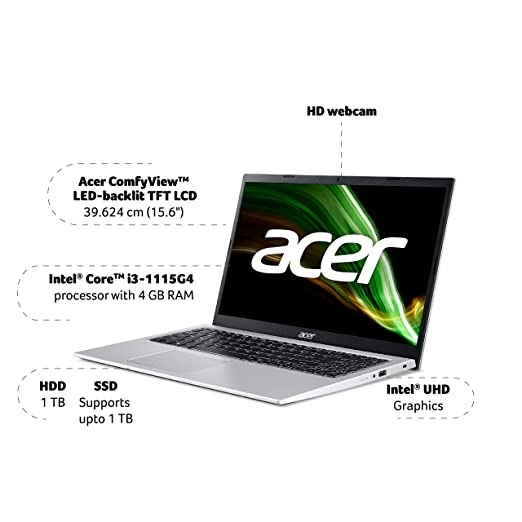 HD webcam
Acer ComfyView™
LED-backlit TFT LCD
39.624 cm (15.6")
acer
Intel® Core™ i3-1115G4
processor with 4 GB RAM
acer
HDD
1 TB
SSD
Supports
upto 1 TB
Intel® UHD
Graphics